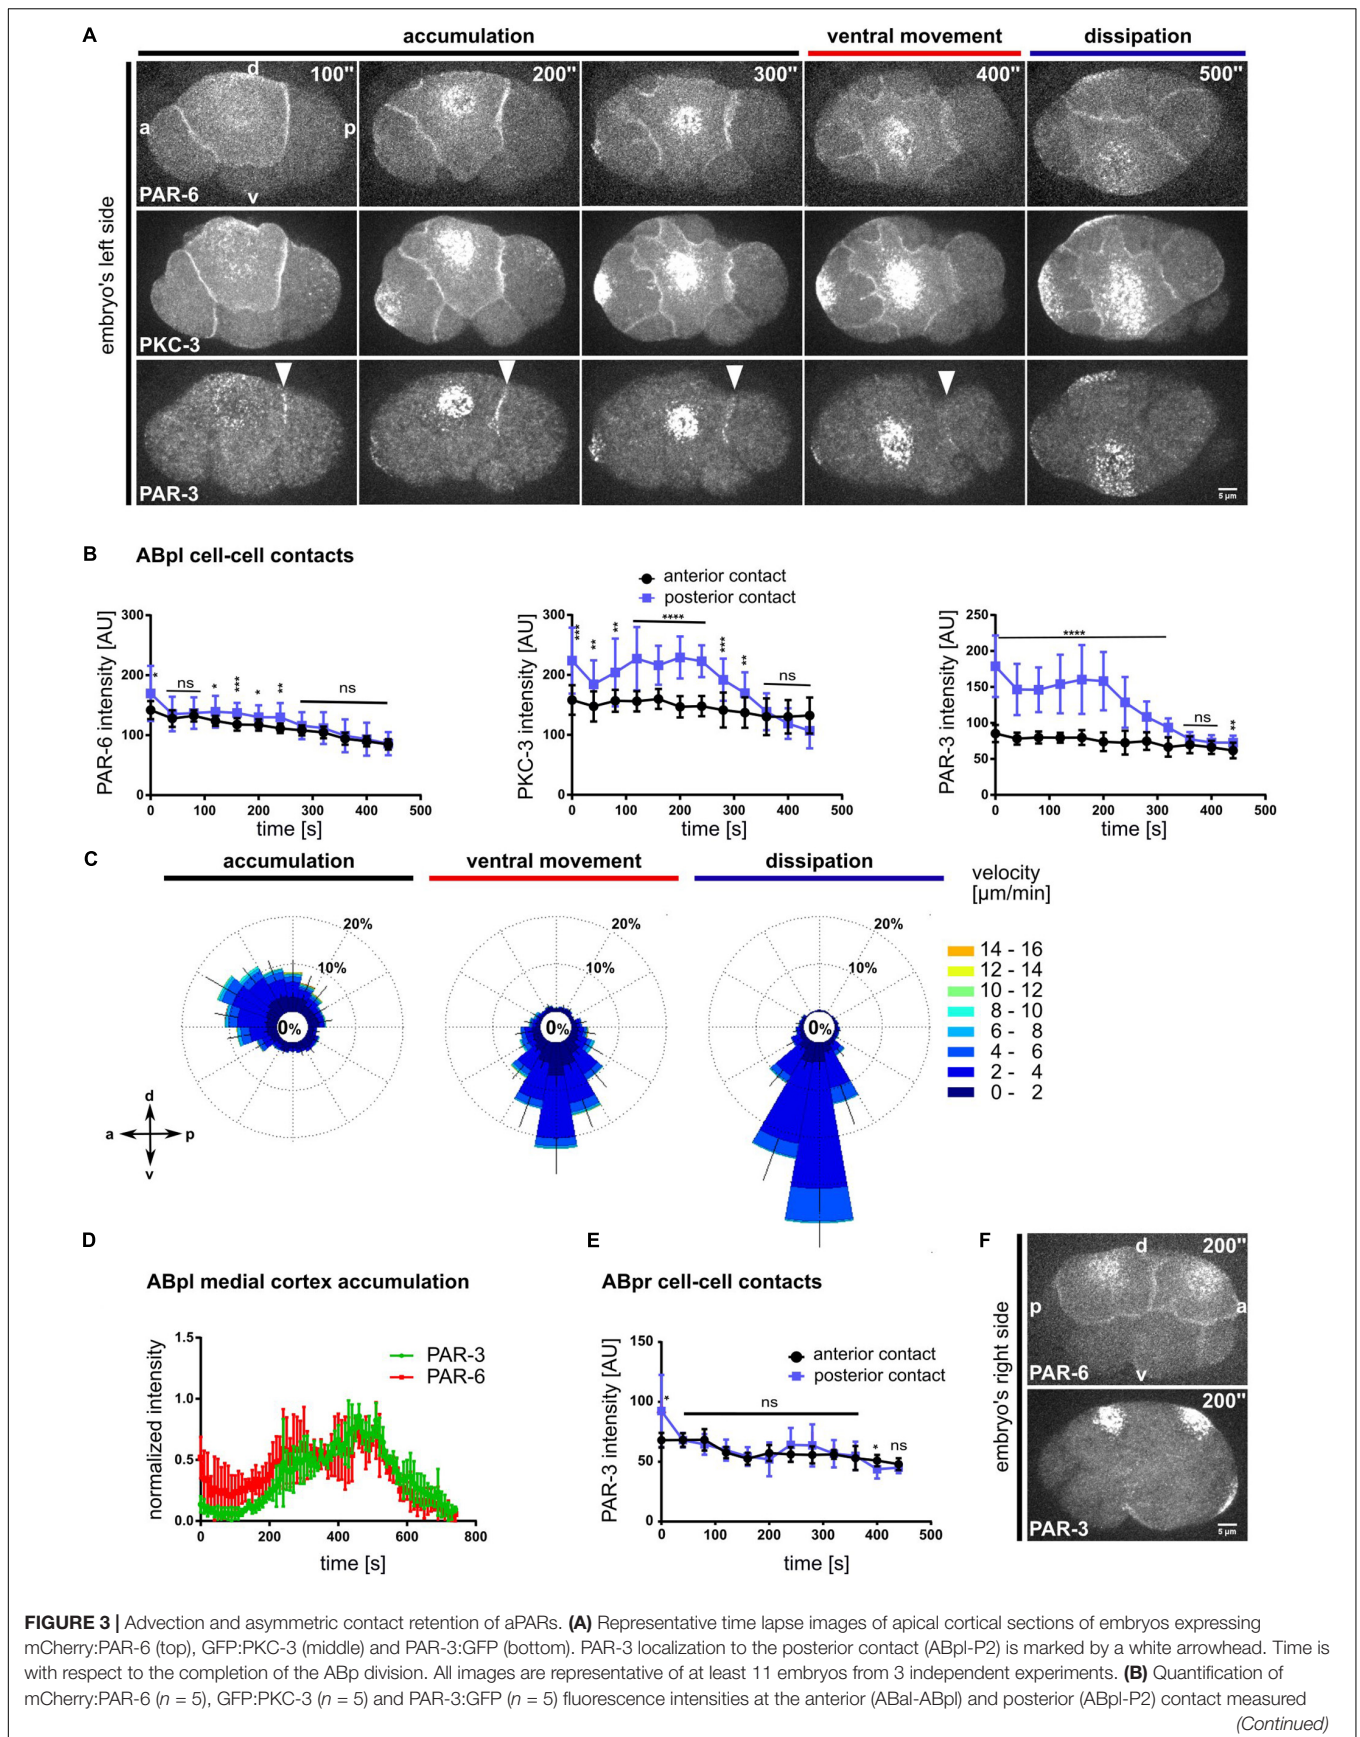 A
accumulation
ventral movement
dissipation
embryo's left side
d
100"
200"
300"
400"
500"
a
p
PAR-6
v
PKC-3
PAR-3
5 µm
B ABpl cell-cell contacts
anterior contact
posterior contact
PAR-6 intensity [AU]
300
200
100
0
*
ns
*
***
*
**
ns
0 100 200 300 400 500
time [s]
PKC-3 intensity [AU]
300
200
100
0
***
**
**
****
***
**
ns
0 100 200 300 400 500
time [s]
PAR-3 intensity [AU]
250
200
150
100
50
0
****
ns
**
0 100 200 300 400 500
time [s]
C
accumulation
ventral movement
dissipation
velocity
[µm/min]
20%
10%
0%
20%
10%
0%
20%
10%
0%
14 - 16
12 - 14
10 - 12
8 - 10
6 - 8
4 - 6
2 - 4
0 - 2
d
a
p
v
D
ABpl medial cortex accumulation
normalized intensity
1.5
1.0
0.5
0.0
PAR-3
PAR-6
0 200 400 600 800
time [s]
E
ABpr cell-cell contacts
PAR-3 intensity [AU]
150
100
50
0
anterior contact
posterior contact
*
ns
*
ns
0 100 200 300 400 500
time [s]
F
embryo's right side
d
200"
p
a
PAR-6
v
200"
PAR-3
5 µm
FIGURE 3 | Advection and asymmetric contact retention of aPARs. (A) Representative time lapse images of apical cortical sections of embryos expressing
mCherry:PAR-6 (top), GFP:PKC-3 (middle) and PAR-3:GFP (bottom). PAR-3 localization to the posterior contact (ABpl-P2) is marked by a white arrowhead. Time is
with respect to the completion of the ABp division. All images are representative of at least 11 embryos from 3 independent experiments. (B) Quantification of
mCherry:PAR-6 (n = 5), GFP:PKC-3 (n = 5) and PAR-3:GFP (n = 5) fluorescence intensities at the anterior (ABal-ABpl) and posterior (ABpl-P2) contact measured
(Continued)